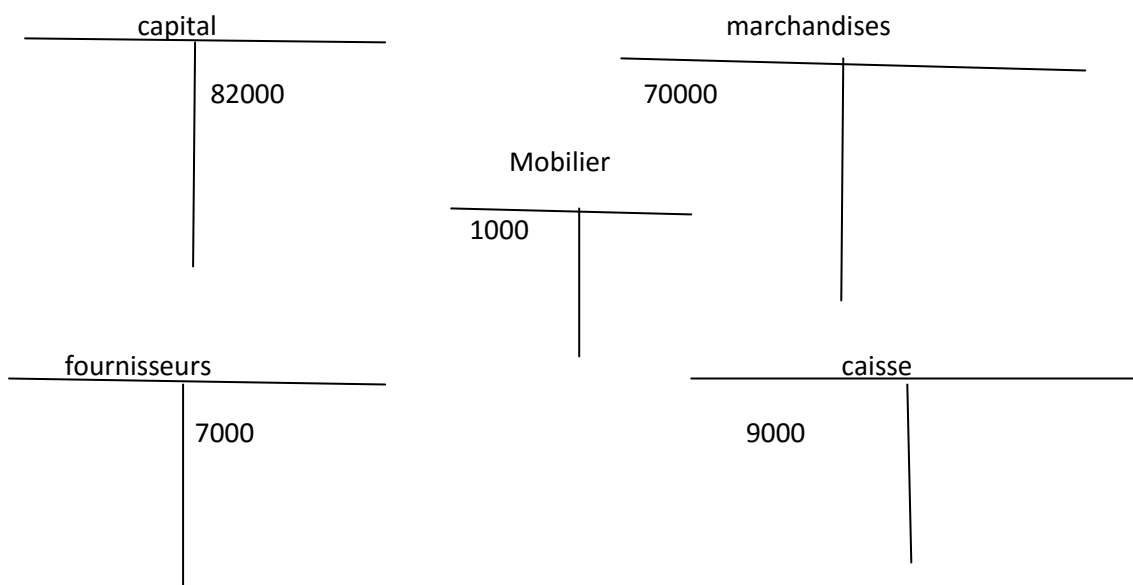 capital
82000
marchandises
70000
Mobilier
1000
fournisseurs
7000
caisse
9000